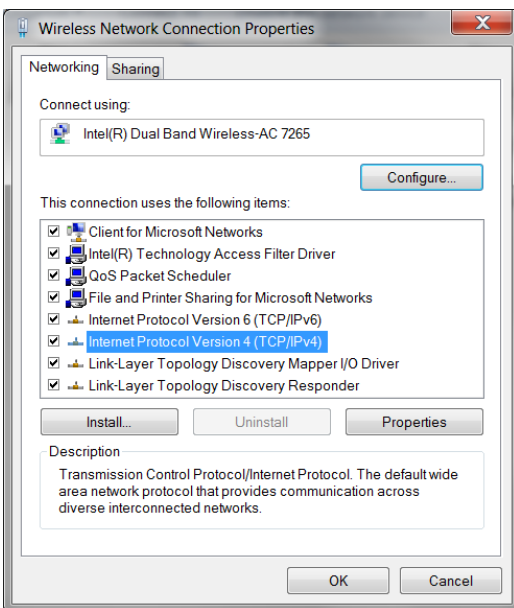 Wireless Network Connection Properties
Networking Sharing
Connect using:
Intel(R) Dual Band Wireless-AC 7265
Configure...
This connection uses the following items:
Client for Microsoft Networks
Intel(R) Technology Access Filter Driver
QoS Packet Scheduler
File and Printer Sharing for Microsoft Networks
Internet Protocol Version 6 (TCP/IPv6)
Internet Protocol Version 4 (TCP/IPv4)
Link-Layer Topology Discovery Mapper I/O Driver
Link-Layer Topology Discovery Responder
Install... Uninstall Properties
Description
Transmission Control Protocol/Internet Protocol. The default wide
area network protocol that provides communication across
diverse interconnected networks.
OK Cancel